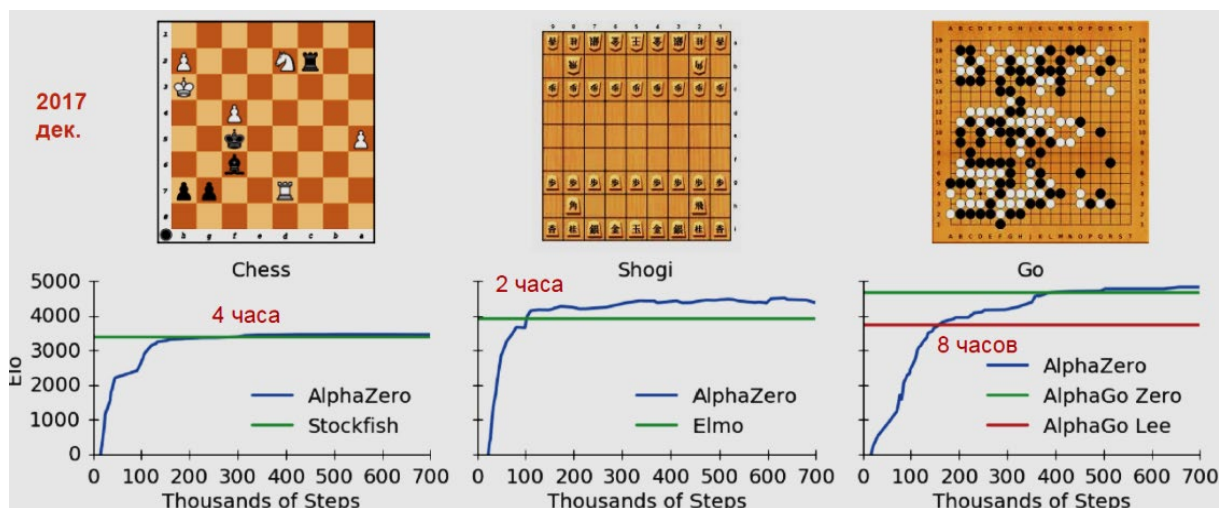 2017
дек.
Chess
Shogi
Go
5000
4000
3000
2000
1000
0
Elo
4 часа
AlphaZero
Stockfish
0 100 200 300 400 500 600 700
Thousands of Steps
2 часа
AlphaZero
Elmo
0 100 200 300 400 500 600 700
Thousands of Steps
8 часов
AlphaZero
AlphaGo Zero
AlphaGo Lee
0 100 200 300 400 500 600 700
Thousands of Steps